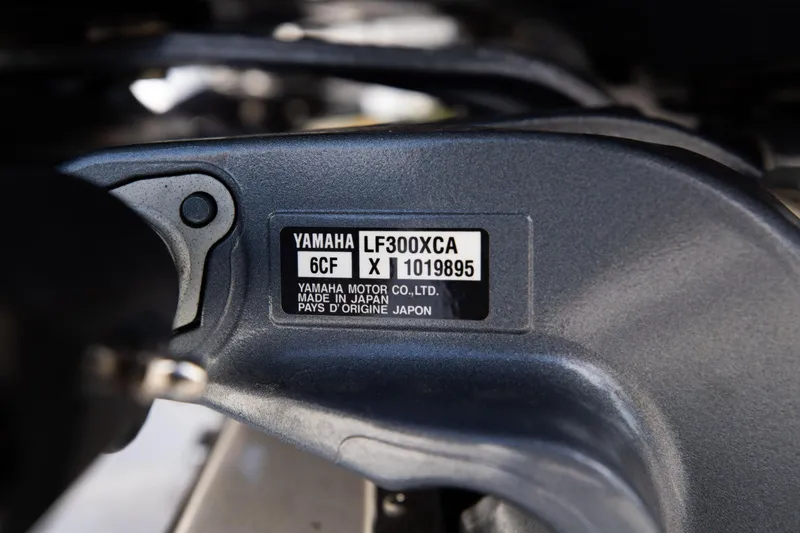 YAMAHA LF300XCA
6CF X 1019895
YAMAHA MOTOR CO.,LTD.
MADE IN JAPAN
PAYS D'ORIGINE JAPON